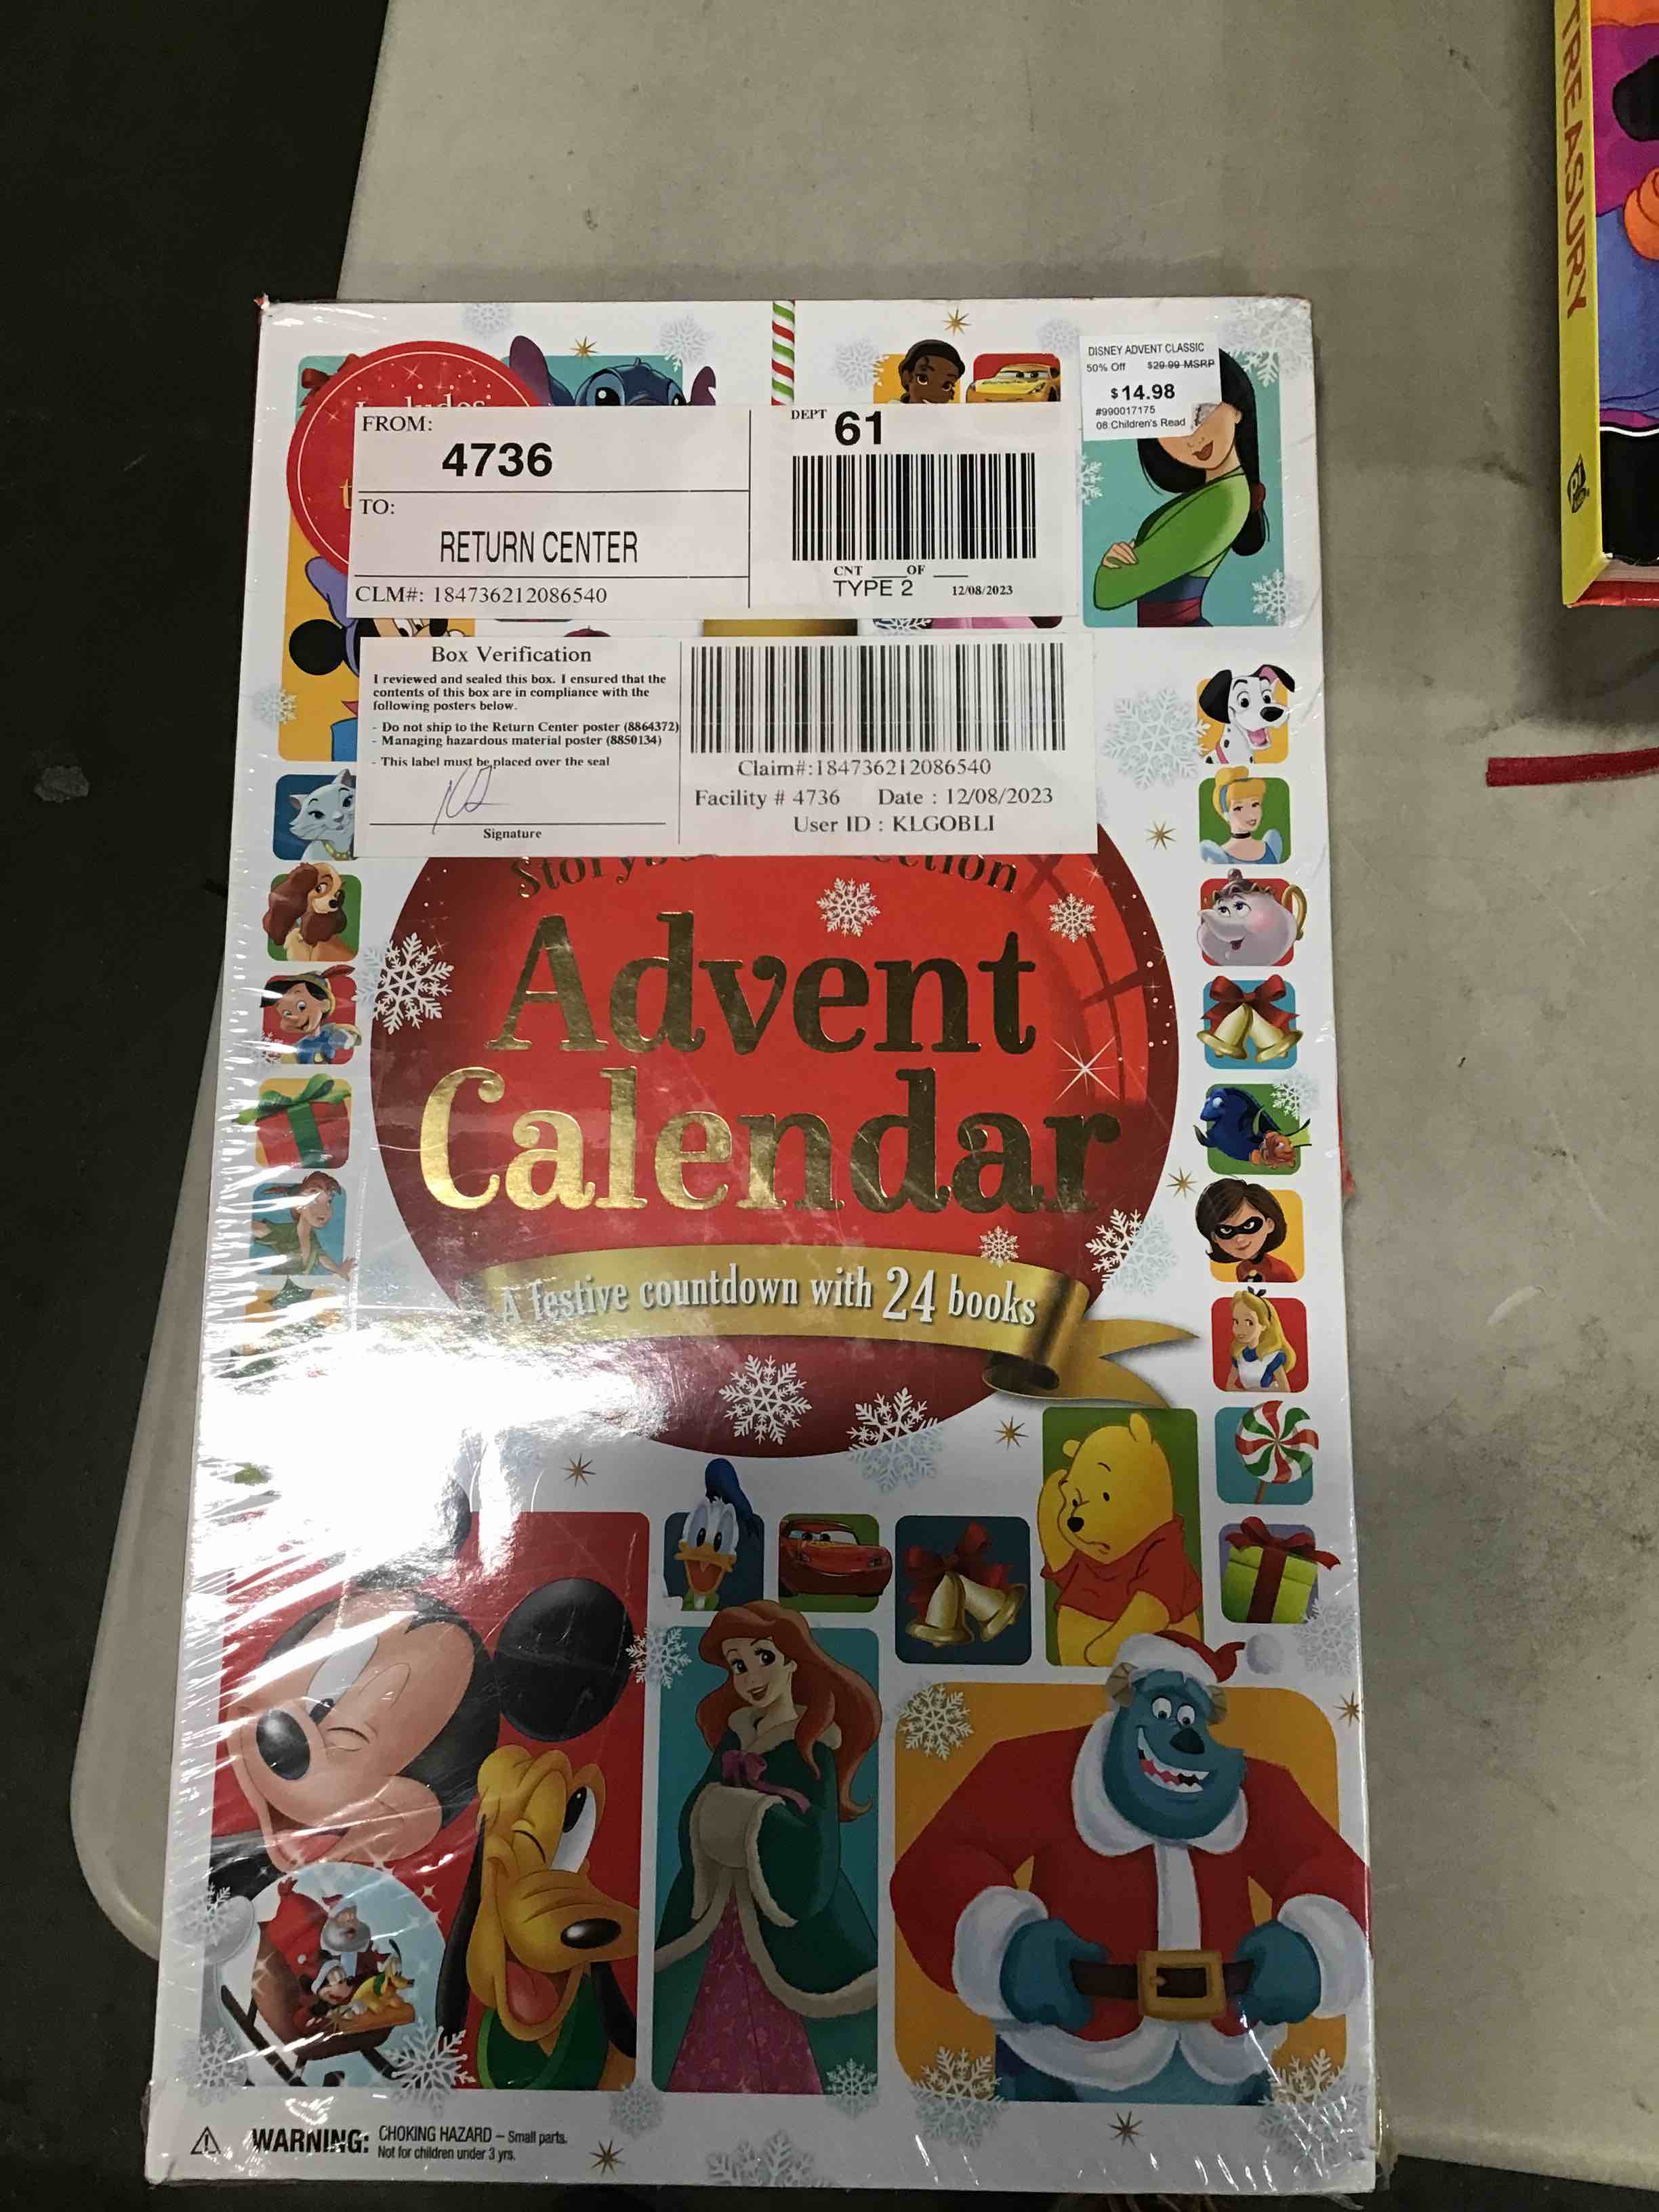 TREASURY
DISNEY ADVENT CLASSIC
50% Off $29.99 MSRP
$14.98
#990017175
08.Children's Read
Includes
FROM:
4736
TO:
RETURN CENTER
CLM#: 184736212086540
DEPT 61
CNT ___ OF ___
TYPE 2 12/08/2023
Box Verification
I reviewed and sealed this box. I ensured that the
contents of this box are in compliance with the
following posters below.
- Do not ship to the Return Center poster (8864372)
- Managing hazardous material poster (8850134)
- This label must be placed over the seal
Signature
Claim#:184736212086540
Facility # 4736 Date : 12/08/2023
User ID : KLGOBLI
Advent
Calendar
A festive countdown with 24 books
WARNING: CHOKING HAZARD – Small parts.
Not for children under 3 yrs.